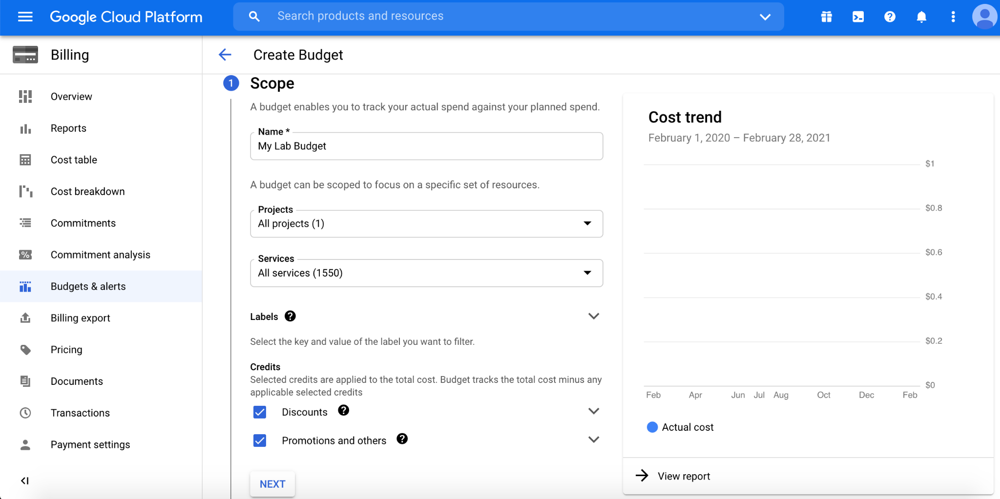 Google Cloud Platform
Search products and resources
Billing
Create Budget
Overview
Reports
Cost table
Cost breakdown
Commitments
Commitment analysis
Budgets & alerts
Billing export
Pricing
Documents
Transactions
Payment settings
1
Scope
A budget enables you to track your actual spend against your planned spend.
Name *
My Lab Budget
A budget can be scoped to focus on a specific set of resources.
Projects
All projects (1)
Services
All services (1550)
Labels
Select the key and value of the label you want to filter.
Credits
Selected credits are applied to the total cost. Budget tracks the total cost minus any
applicable selected credits
Discounts
Promotions and others
NEXT
Cost trend
February 1, 2020 – February 28, 2021
$1
$0.8
$0.6
$0.4
$0.2
$0
Feb Apr Jun Jul Aug Oct Dec Feb
Actual cost
View report